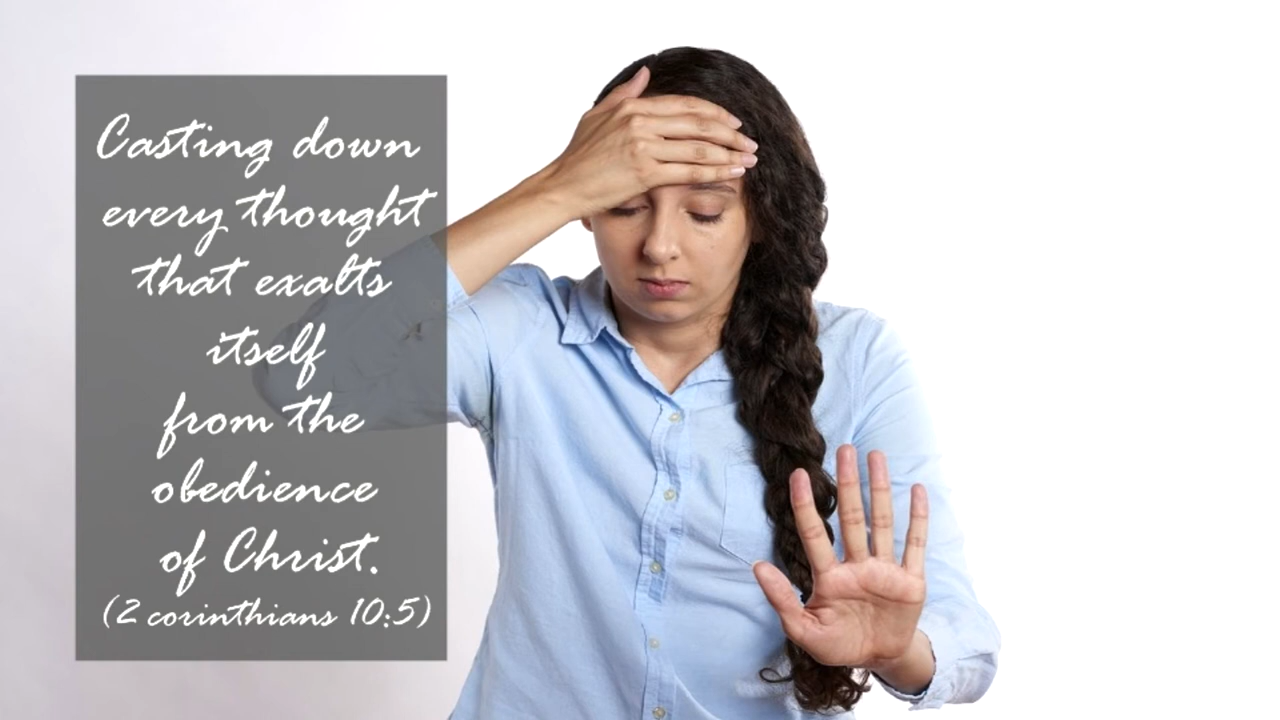 Casting down
every thought
that exalts
itself
from the
obedience
of Christ.
(2 corinthians 10:5)